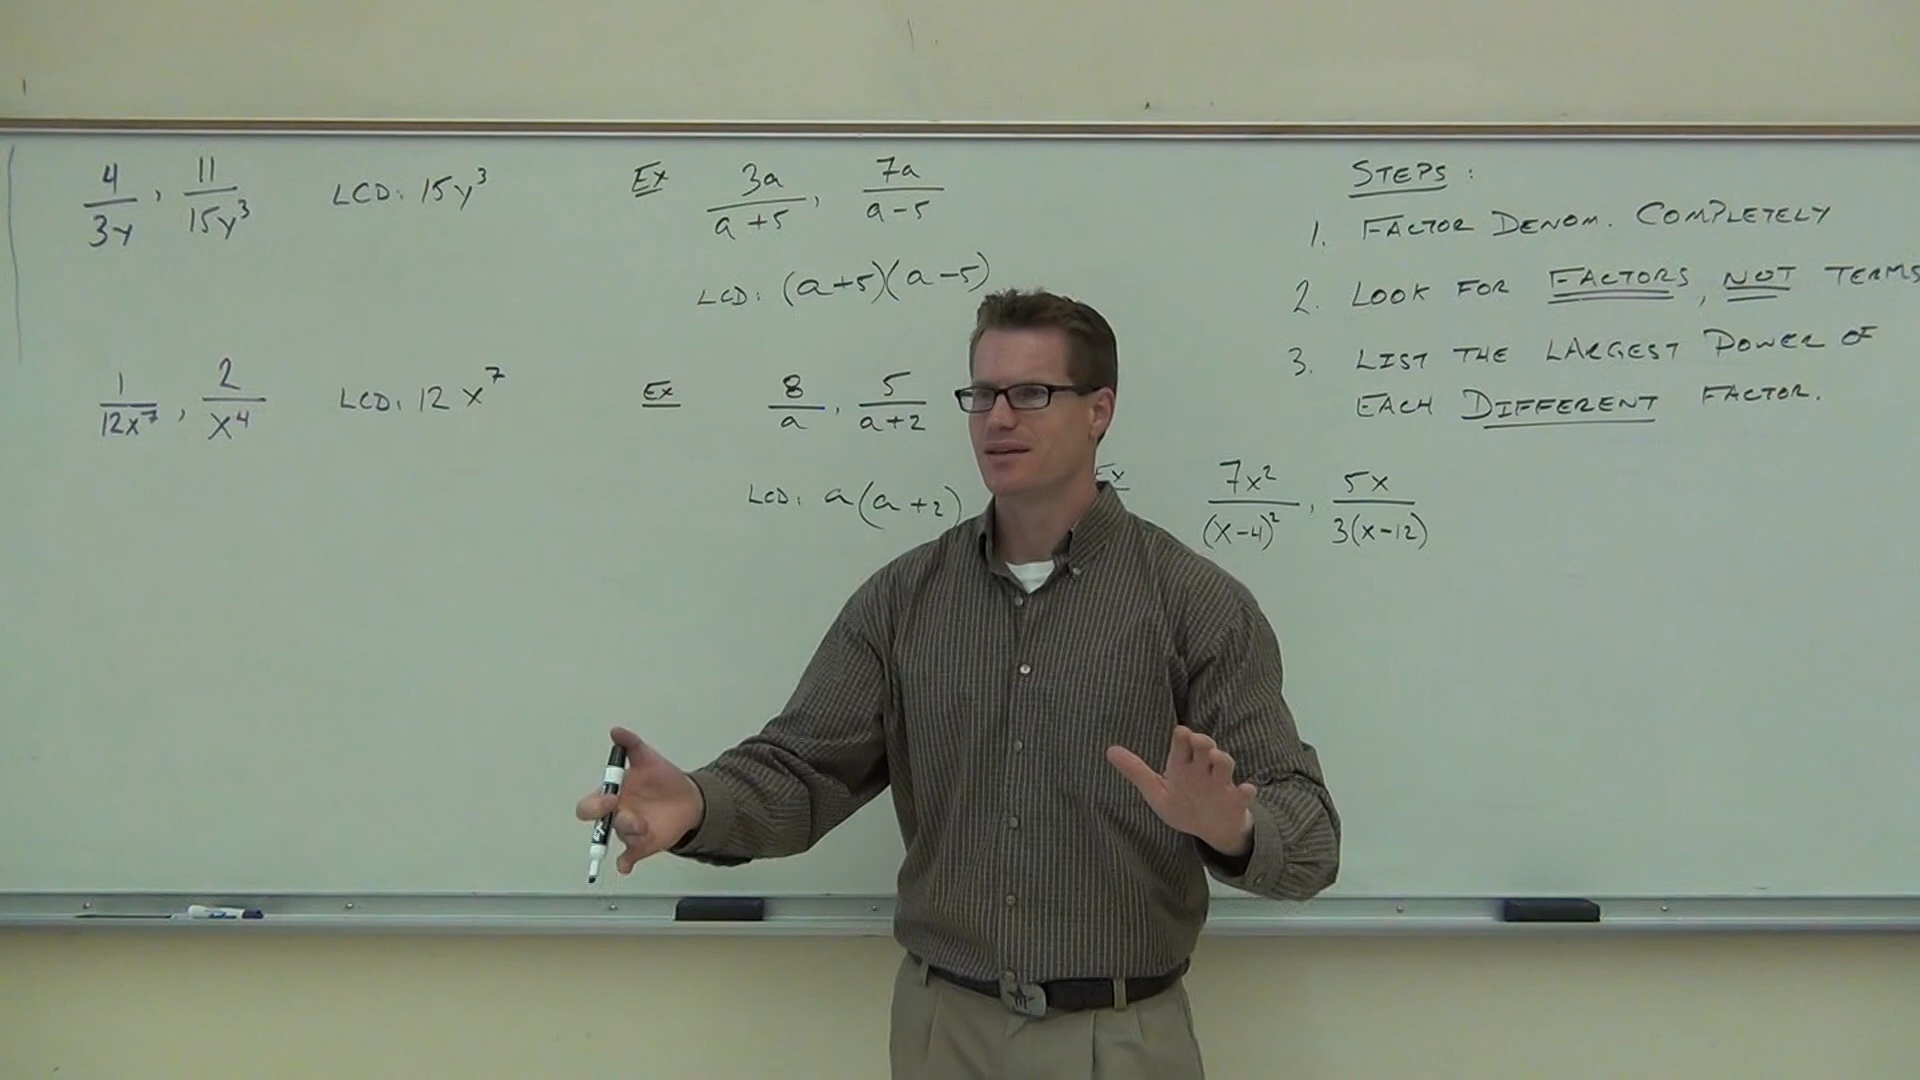 4/3y , 11/15y³ LCD: 15y³
1/12x⁷ , 2/x⁴ LCD: 12x⁷
Ex 3a/a+5 , 7a/a-5
LCD: (a+5)(a-5)
Ex 8/a , 5/a+2
LCD: a(a+2)
STEPS:
1. FACTOR DENOM. COMPLETELY
2. LOOK FOR FACTORS, NOT TERMS
3. LIST THE LARGEST POWER OF
EACH DIFFERENT FACTOR.
Ex 7x²/(x-4)² , 5x/3(x-12)